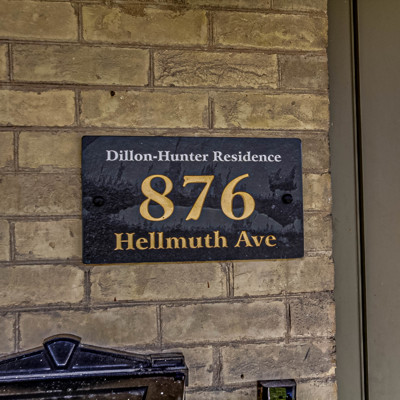 Dillon-Hunter Residence
876
Hellmuth Ave